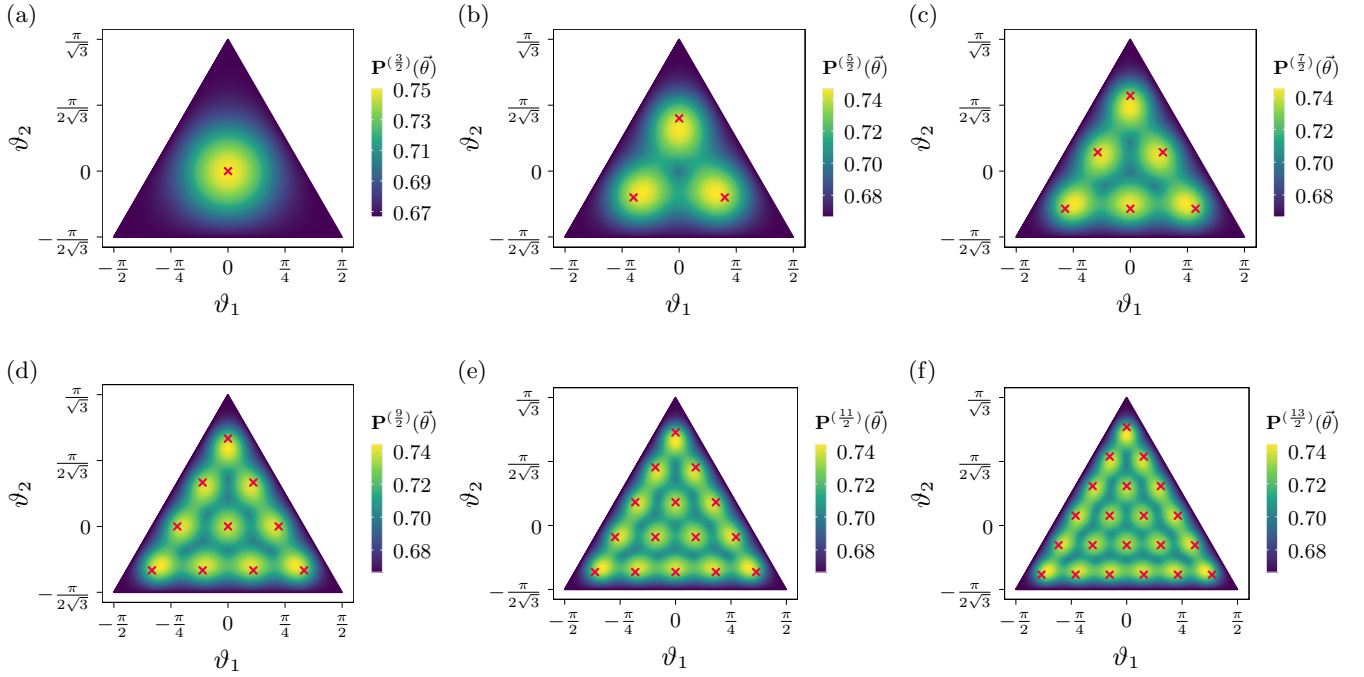 (a)
π/√3
π/2√3
0
−π/2√3
ϑ₂
−π/2 −π/4 0 π/4 π/2
ϑ₁
P^(3/2)(θ⃗)
0.75
0.73
0.71
0.69
0.67
(b)
π/√3
π/2√3
0
−π/2√3
ϑ₂
−π/2 −π/4 0 π/4 π/2
ϑ₁
P^(5/2)(θ⃗)
0.74
0.72
0.70
0.68
(c)
π/√3
π/2√3
0
−π/2√3
ϑ₂
−π/2 −π/4 0 π/4 π/2
ϑ₁
P^(7/2)(θ⃗)
0.74
0.72
0.70
0.68
(d)
π/√3
π/2√3
0
−π/2√3
ϑ₂
−π/2 −π/4 0 π/4 π/2
ϑ₁
P^(9/2)(θ⃗)
0.74
0.72
0.70
0.68
(e)
π/√3
π/2√3
0
−π/2√3
ϑ₂
−π/2 −π/4 0 π/4 π/2
ϑ₁
P^(11/2)(θ⃗)
0.74
0.72
0.70
0.68
(f)
π/√3
π/2√3
0
−π/2√3
ϑ₂
−π/2 −π/4 0 π/4 π/2
ϑ₁
P^(13/2)(θ⃗)
0.74
0.72
0.70
0.68